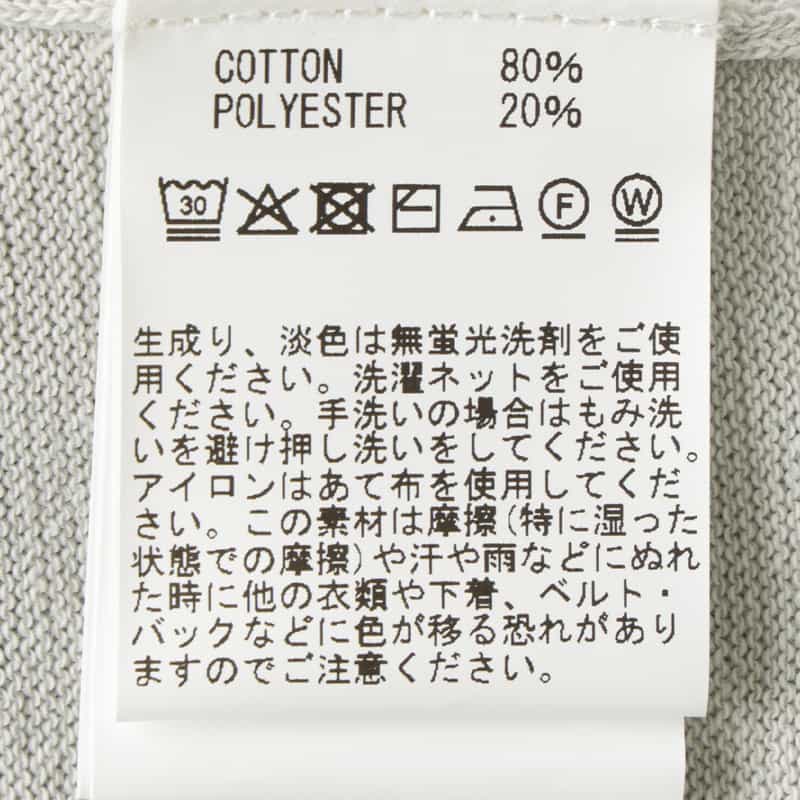 COTTON 80%
POLYESTER 20%
30 F W
生成り、淡色は無蛍光洗剤をご使
用ください。洗濯ネットをご使用
ください。手洗いの場合はもみ洗
いを避け押し洗いをしてください。
アイロンはあて布を使用してくだ
さい。この素材は摩擦(特に湿った
状態での摩擦)や汗や雨などにぬれ
た時に他の衣類や下着、ベルト・
バックなどに色が移る恐れがあり
ますのでご注意ください。